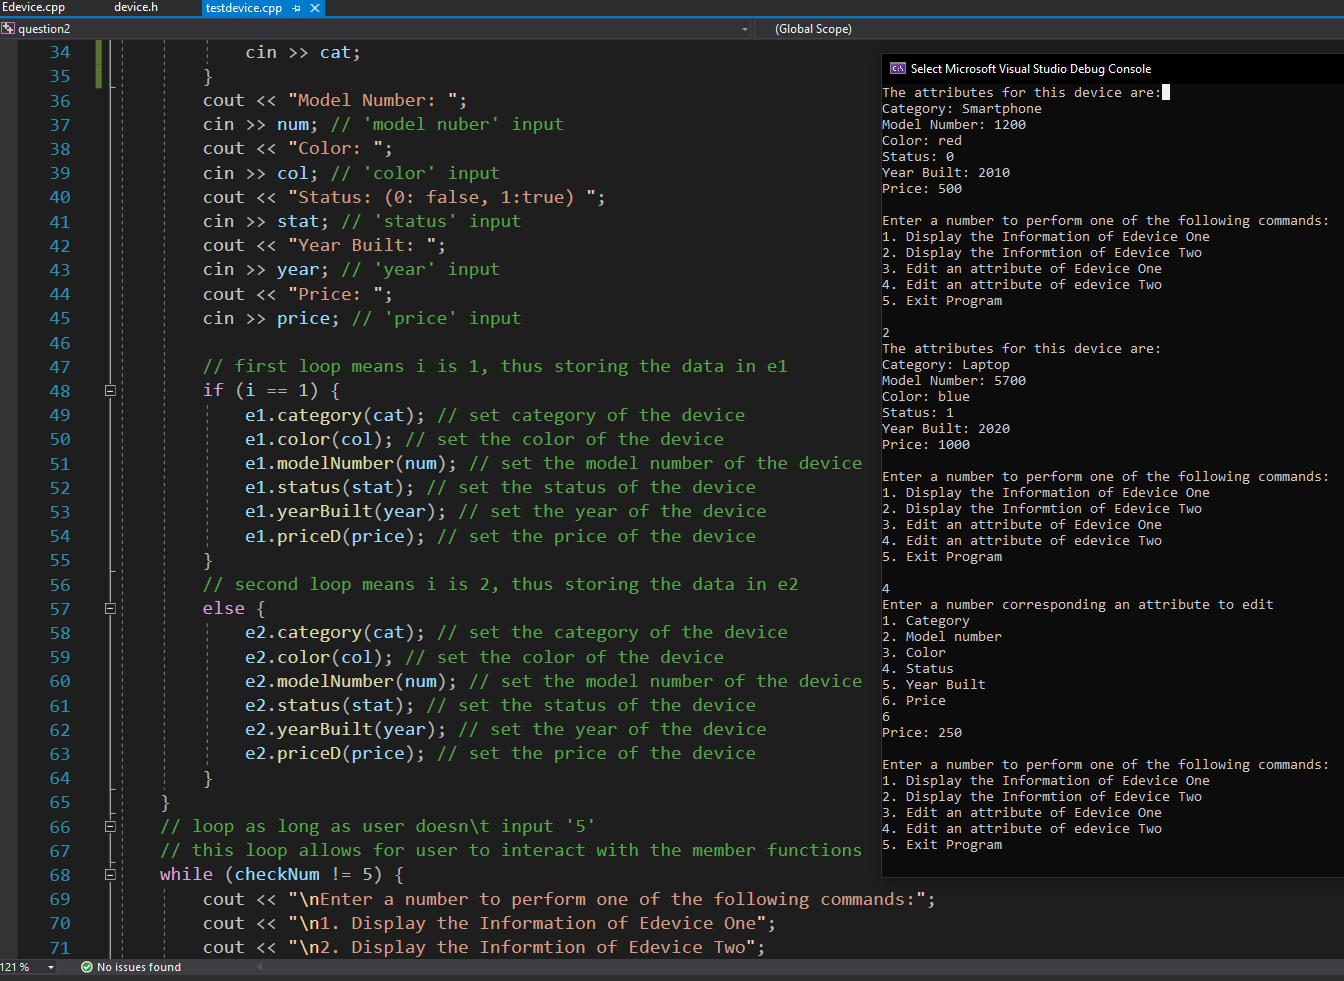 Edevice.cpp device.h testdevice.cpp
question2 (Global Scope)
34 cin >> cat;
35 }
36 cout << "Model Number: ";
37 cin >> num; // 'model nuber' input
38 cout << "Color: ";
39 cin >> col; // 'color' input
40 cout << "Status: (0: false, 1:true) ";
41 cin >> stat; // 'status' input
42 cout << "Year Built: ";
43 cin >> year; // 'year' input
44 cout << "Price: ";
45 cin >> price; // 'price' input
46
47 // first loop means i is 1, thus storing the data in e1
48 if (i == 1) {
49 e1.category(cat); // set category of the device
50 e1.color(col); // set the color of the device
51 e1.modelNumber(num); // set the model number of the device
52 e1.status(stat); // set the status of the device
53 e1.yearBuilt(year); // set the year of the device
54 e1.priceD(price); // set the price of the device
55 }
56 // second loop means i is 2, thus storing the data in e2
57 else {
58 e2.category(cat); // set the category of the device
59 e2.color(col); // set the color of the device
60 e2.modelNumber(num); // set the model number of the device
61 e2.status(stat); // set the status of the device
62 e2.yearBuilt(year); // set the year of the device
63 e2.priceD(price); // set the price of the device
64 }
65 }
66 // loop as long as user doesn\t input '5'
67 // this loop allows for user to interact with the member functions
68 while (checkNum != 5) {
69 cout << "\nEnter a number to perform one of the following commands:";
70 cout << "\n1. Display the Information of Edevice One";
71 cout << "\n2. Display the Informtion of Edevice Two";
121 % No issues found
Select Microsoft Visual Studio Debug Console
The attributes for this device are:
Category: Smartphone
Model Number: 1200
Color: red
Status: 0
Year Built: 2010
Price: 500
Enter a number to perform one of the following commands:
1. Display the Information of Edevice One
2. Display the Informtion of Edevice Two
3. Edit an attribute of Edevice One
4. Edit an attribute of edevice Two
5. Exit Program
2
The attributes for this device are:
Category: Laptop
Model Number: 5700
Color: blue
Status: 1
Year Built: 2020
Price: 1000
Enter a number to perform one of the following commands:
1. Display the Information of Edevice One
2. Display the Informtion of Edevice Two
3. Edit an attribute of Edevice One
4. Edit an attribute of edevice Two
5. Exit Program
4
Enter a number corresponding an attribute to edit
1. Category
2. Model number
3. Color
4. Status
5. Year Built
6. Price
6
Price: 250
Enter a number to perform one of the following commands:
1. Display the Information of Edevice One
2. Display the Informtion of Edevice Two
3. Edit an attribute of Edevice One
4. Edit an attribute of edevice Two
5. Exit Program